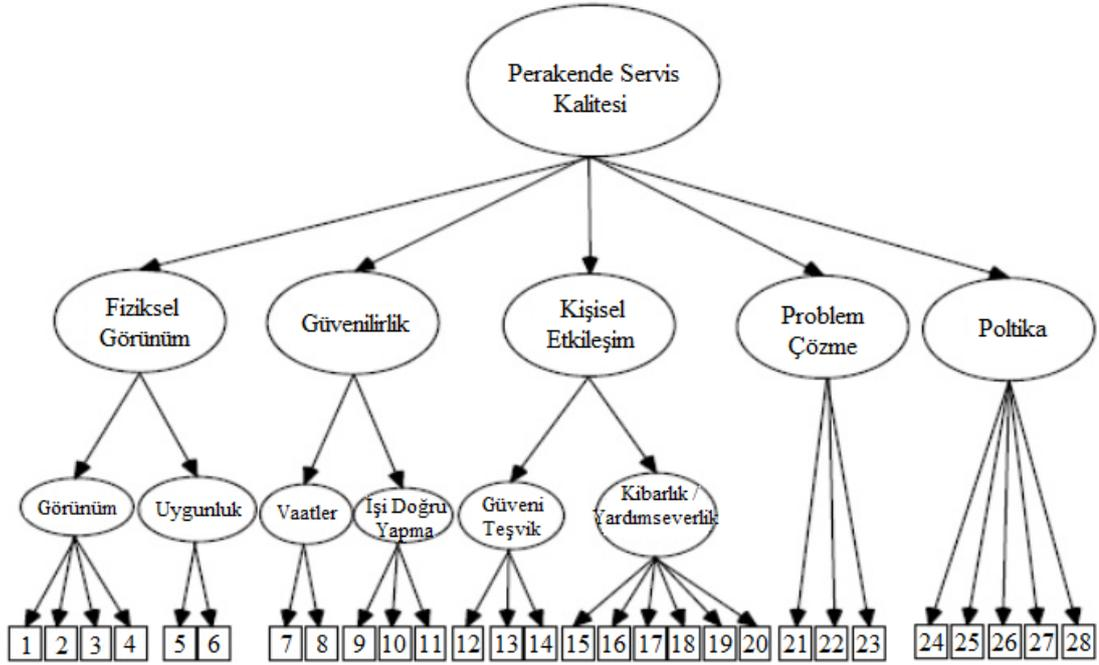 Perakende Servis
Kalitesi
Fiziksel
Görünüm
Güvenilirlik
Kişisel
Etkileşim
Problem
Çözme
Poltika
Görünüm
Uygunluk
Vaatler
İşi Doğru
Yapma
Güveni
Teşvik
Kibarlık /
Yardımseverlik
1 2 3 4 5 6 7 8 9 10 11 12 13 14 15 16 17 18 19 20 21 22 23 24 25 26 27 28